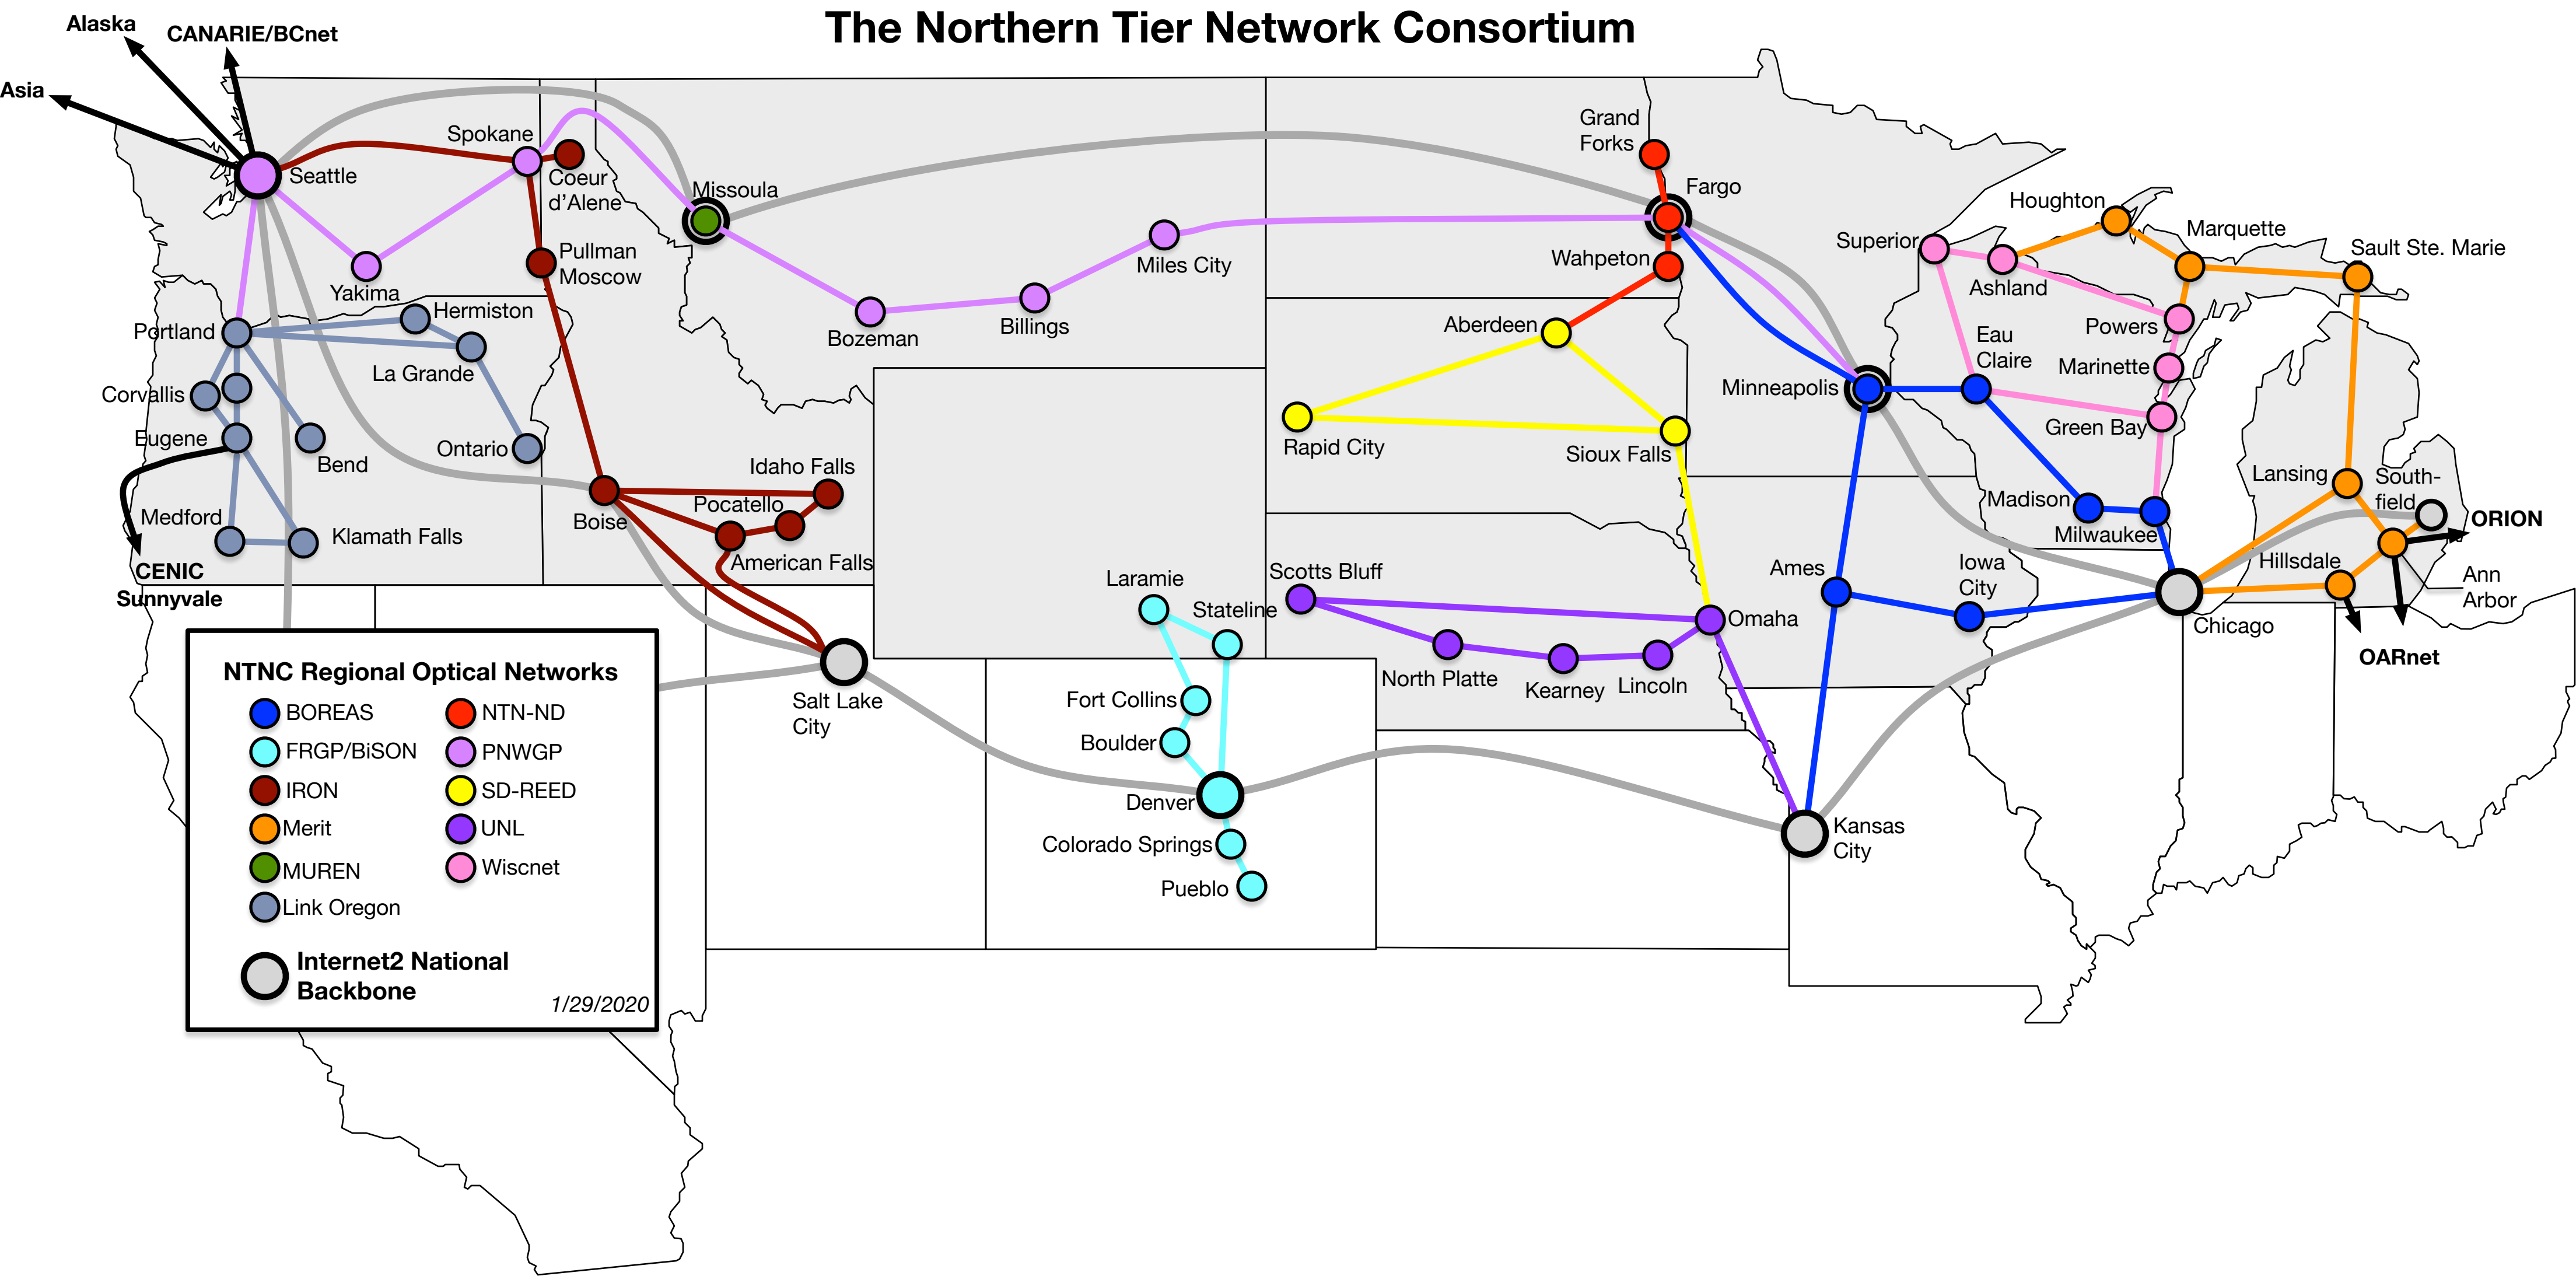 The Northern Tier Network Consortium
Alaska
CANARIE/BCnet
Asia
Seattle
Spokane
Coeur
d'Alene
Pullman
Moscow
Yakima
Missoula
Bozeman
Billings
Miles City
Grand
Forks
Fargo
Wahpeton
Aberdeen
Rapid City
Sioux Falls
Minneapolis
Superior
Ashland
Houghton
Marquette
Sault Ste. Marie
Powers
Marinette
Eau
Claire
Green Bay
Madison
Milwaukee
Lansing
South-
field
ORION
Hillsdale
Ann
Arbor
OARnet
Chicago
Portland
Hermiston
La Grande
Corvallis
Eugene
Bend
Ontario
Medford
Klamath Falls
CENIC
Sunnyvale
Boise
Idaho Falls
Pocatello
American Falls
Salt Lake
City
Laramie
Stateline
Fort Collins
Boulder
Denver
Colorado Springs
Pueblo
Scotts Bluff
North Platte
Kearney
Lincoln
Omaha
Ames
Iowa
City
Kansas
City
NTNC Regional Optical Networks
BOREAS
FRGP/BiSON
IRON
Merit
MUREN
Link Oregon
NTN-ND
PNWGP
SD-REED
UNL
Wiscnet
Internet2 National
Backbone
1/29/2020